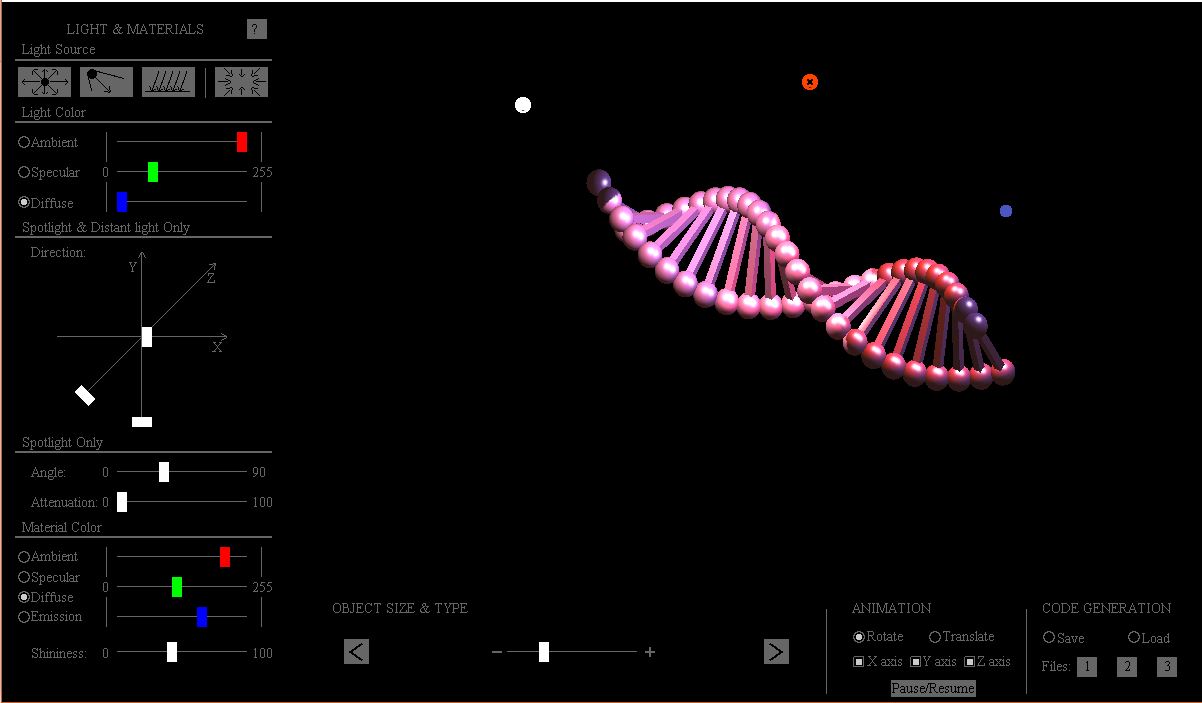 LIGHT & MATERIALS ?
Light Source
Light Color
Ambient
Specular 0 255
Diffuse
Spotlight & Distant light Only
Direction:
Y
Z
X
Spotlight Only
Angle: 0 90
Attenuation: 0 100
Material Color
Ambient
Specular
0 255
Diffuse
Emission
Shininess: 0 100
OBJECT SIZE & TYPE
< − + >
ANIMATION
Rotate Translate
X axis Y axis Z axis
Pause/Resume
CODE GENERATION
Save Load
Files: 1 2 3